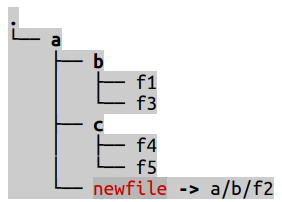 .
└── a
    ├── b
    │   ├── f1
    │   └── f3
    ├── c
    │   ├── f4
    │   └── f5
    └── newfile -> a/b/f2